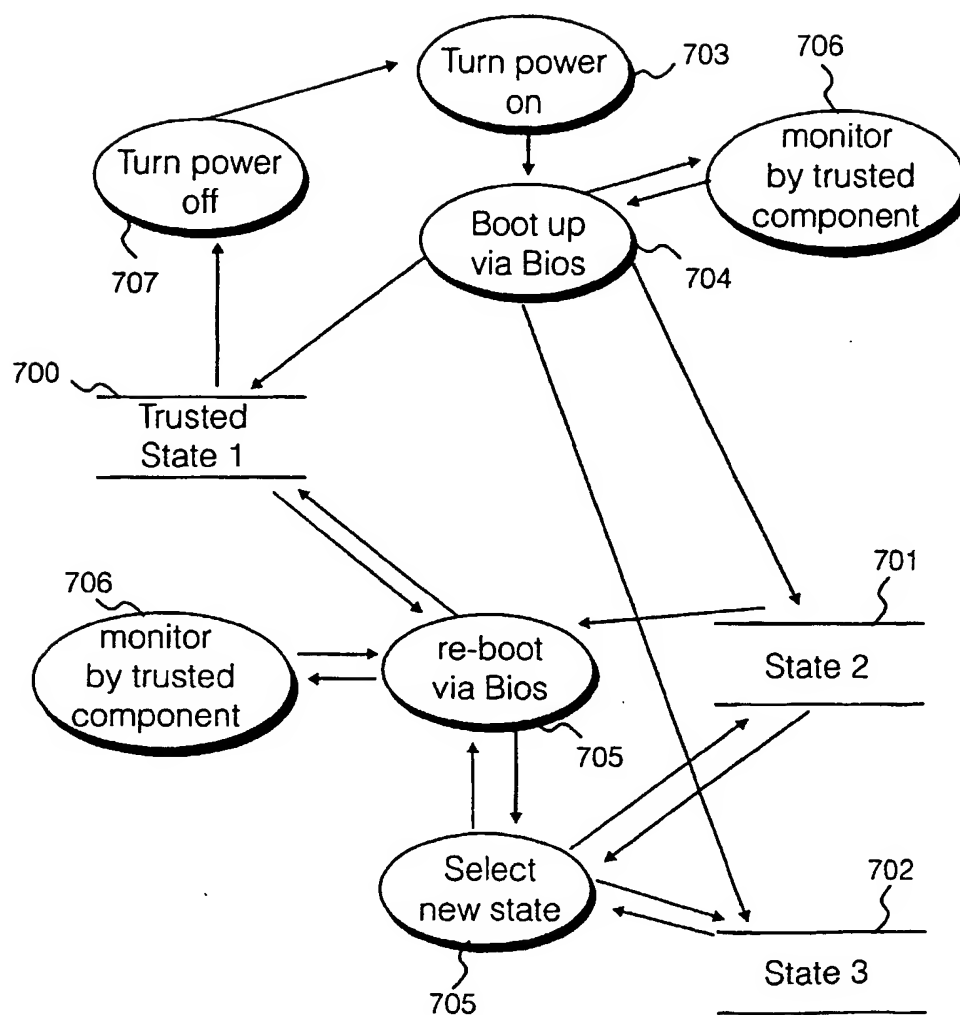 Turn power
on
703
706
monitor
by trusted
component
Turn power
off
707
Boot up
via Bios
704
700
Trusted
State 1
701
State 2
706
monitor
by trusted
component
re-boot
via Bios
705
Select
new state
705
702
State 3